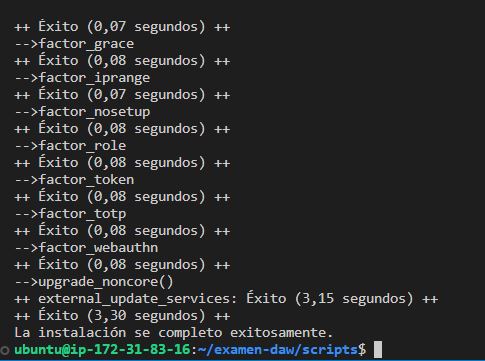 ++ Éxito (0,07 segundos) ++
-->factor_grace
++ Éxito (0,08 segundos) ++
-->factor_iprange
++ Éxito (0,07 segundos) ++
-->factor_nosetup
++ Éxito (0,08 segundos) ++
-->factor_role
++ Éxito (0,08 segundos) ++
-->factor_token
++ Éxito (0,08 segundos) ++
-->factor_totp
++ Éxito (0,08 segundos) ++
-->factor_webauthn
++ Éxito (0,08 segundos) ++
-->upgrade_noncore()
++ external_update_services: Éxito (3,15 segundos) ++
++ Éxito (3,30 segundos) ++
La instalación se completo exitosamente.
ubuntu@ip-172-31-83-16:~/examen-daw/scripts$